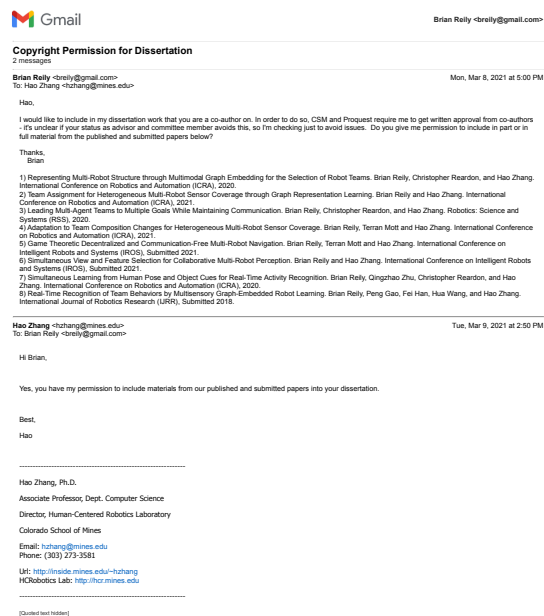 Gmail
Brian Reily <breily@gmail.com>
Copyright Permission for Dissertation
2 messages
Brian Reily <breily@gmail.com>
Mon, Mar 8, 2021 at 5:00 PM
To: Hao Zhang <hzhang@mines.edu>
Hao,
I would like to include in my dissertation work that you are a co-author on. In order to do so, CSM and Proquest require me to get written approval from co-authors
- it's unclear if your status as advisor and committee member avoids this, so I'm checking just to avoid issues. Do you give me permission to include in part or in
full material from the published and submitted papers below?
Thanks,
Brian
1) Representing Multi-Robot Structure through Multimodal Graph Embedding for the Selection of Robot Teams. Brian Reily, Christopher Reardon, and Hao Zhang.
International Conference on Robotics and Automation (ICRA), 2020.
2) Team Assignment for Heterogeneous Multi-Robot Sensor Coverage through Graph Representation Learning. Brian Reily and Hao Zhang. International
Conference on Robotics and Automation (ICRA), 2021.
3) Leading Multi-Agent Teams to Multiple Goals While Maintaining Communication. Brian Reily, Christopher Reardon, and Hao Zhang. Robotics: Science and
Systems (RSS), 2020.
4) Adaptation to Team Composition Changes for Heterogeneous Multi-Robot Sensor Coverage. Brian Reily, Terran Mott and Hao Zhang. International Conference
on Robotics and Automation (ICRA), 2021.
5) Game Theoretic Decentralized and Communication-Free Multi-Robot Navigation. Brian Reily, Terran Mott and Hao Zhang. International Conference on
Intelligent Robots and Systems (IROS), Submitted 2021.
6) Simultaneous View and Feature Selection for Collaborative Multi-Robot Perception. Brian Reily and Hao Zhang. International Conference on Intelligent Robots
and Systems (IROS), Submitted 2021.
7) Simultaneous Learning from Human Pose and Object Cues for Real-Time Activity Recognition. Brian Reily, Qingzhao Zhu, Christopher Reardon, and Hao
Zhang. International Conference on Robotics and Automation (ICRA), 2020.
8) Real-Time Recognition of Team Behaviors by Multisensory Graph-Embedded Robot Learning. Brian Reily, Peng Gao, Fei Han, Hua Wang, and Hao Zhang.
International Journal of Robotics Research (IJRR), Submitted 2018.
Hao Zhang <hzhang@mines.edu>
Tue, Mar 9, 2021 at 2:50 PM
To: Brian Reily <breily@gmail.com>
Hi Brian,
Yes, you have my permission to include materials from our published and submitted papers into your dissertation.
Best,
Hao
Hao Zhang, Ph.D.
Associate Professor, Dept. Computer Science
Director, Human-Centered Robotics Laboratory
Colorado School of Mines
Email: hzhang@mines.edu
Phone: (303) 273-3581
Url: http://inside.mines.edu/~hzhang
HCRobotics Lab: http://hcr.mines.edu
[Quoted text hidden]